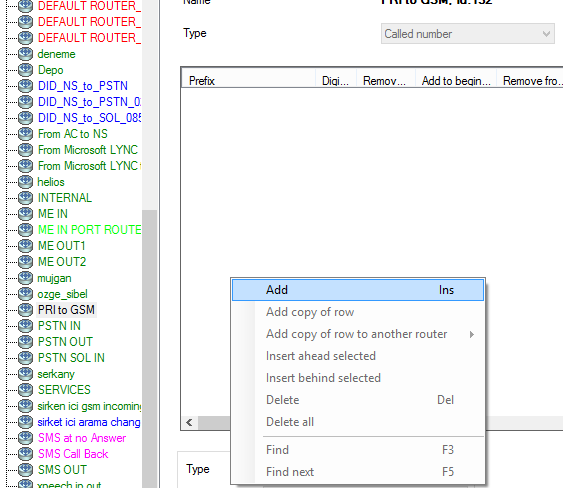 DEFAULT ROUTER_
DEFAULT ROUTER_
DEFAULT ROUTER_
deneme
Depo
DID_NS_to_PSTN
DID_NS_to_PSTN_02
DID_NS_to_SOL_085
From AC to NS
From Microsoft LYNC
From Microsoft LYNC
helios
INTERNAL
ME IN
ME IN PORT ROUTE
ME OUT1
ME OUT2
mujgan
ozge_sibel
PRI to GSM
PSTN IN
PSTN OUT
PSTN SOL IN
serkany
SERVICES
sirken ici gsm incoming
sirket ici arama chang
SMS at no Answer
SMS Call Back
SMS OUT
xpeech in out
Name PRI to GSM, Id:132
Type Called number
Prefix Digi... Remov... Add to begin... Remove fro...
Add Ins
Add copy of row
Add copy of row to another router
Insert ahead selected
Insert behind selected
Delete Del
Delete all
Find F3
Find next F5
Type